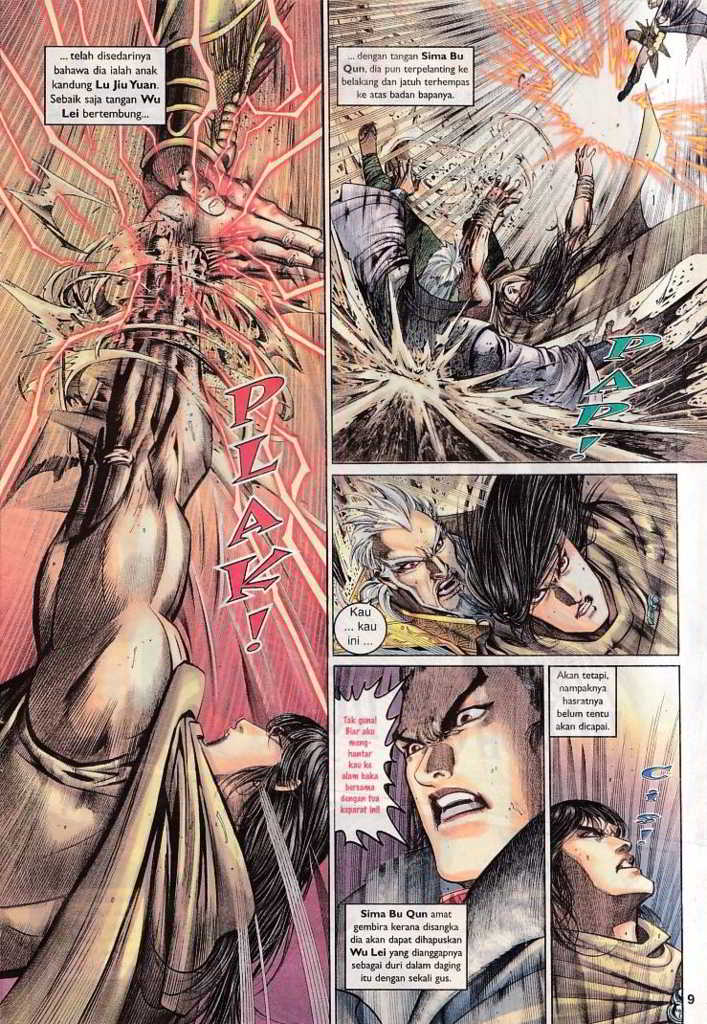 ... telah disedarinya
bahawa dia ialah anak
kandung Lu Jiu Yuan.
Sebaik saja tangan Wu
Lei bertembung...
PLAK!
... dengan tangan Sima Bu
Qun, dia pun terpelanting ke
belakang dan jatuh terhempas
ke atas badan bapanya.
PAP!
Kau
... kau
ini ...
Tak guna!
Biar aku
meng-
hantar
kau ke
alam baka
bersama
dengan tua
keparat ini!
Sima Bu Qun amat
gembira kerana disangka
dia akan dapat dihapuskan
Wu Lei yang dianggapnya
sebagai duri dalam daging
itu dengan sekali gus.
Akan tetapi,
nampaknya
hasratnya
belum tentu
akan dicapai.
9